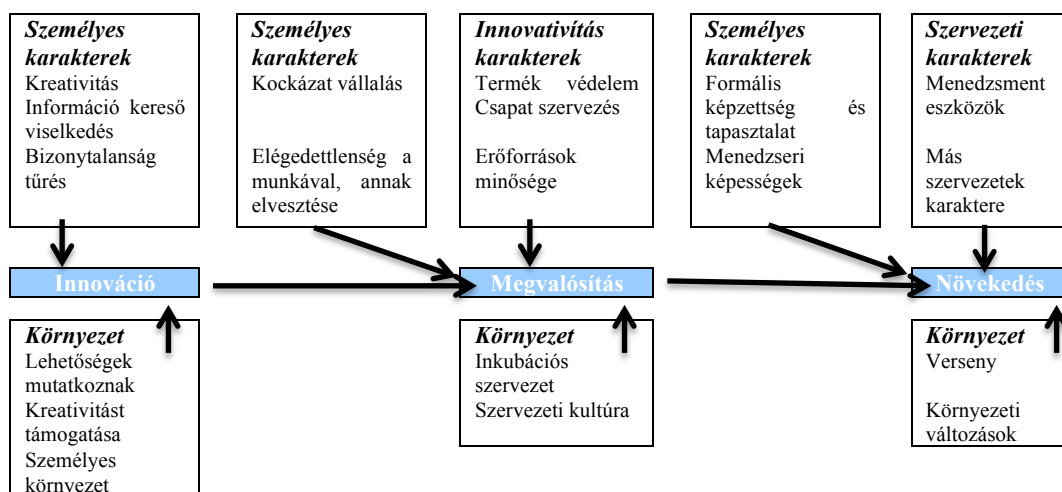 Személyes
karakterek
Kreativitás
Információ kereső
viselkedés
Bizonytalanság
tűrés
Személyes
karakterek
Kockázat vállalás
Elégedettlenség a
munkával, annak
elvesztése
Innovativítás
karakterek
Termék védelem
Csapat szervezés
Erőforrások
minősége
Személyes
karakterek
Formális
képzettség és
tapasztalat
Menedzseri
képességek
Szervezeti
karakterek
Menedzsment
eszközök
Más
szervezetek
karaktere
Innováció
Megvalósítás
Növekedés
Környezet
Lehetőségek
mutatkoznak
Kreativitást
támogatása
Személyes
környezet
Környezet
Inkubációs
szervezet
Szervezeti kultúra
Környezet
Verseny
Környezeti
változások